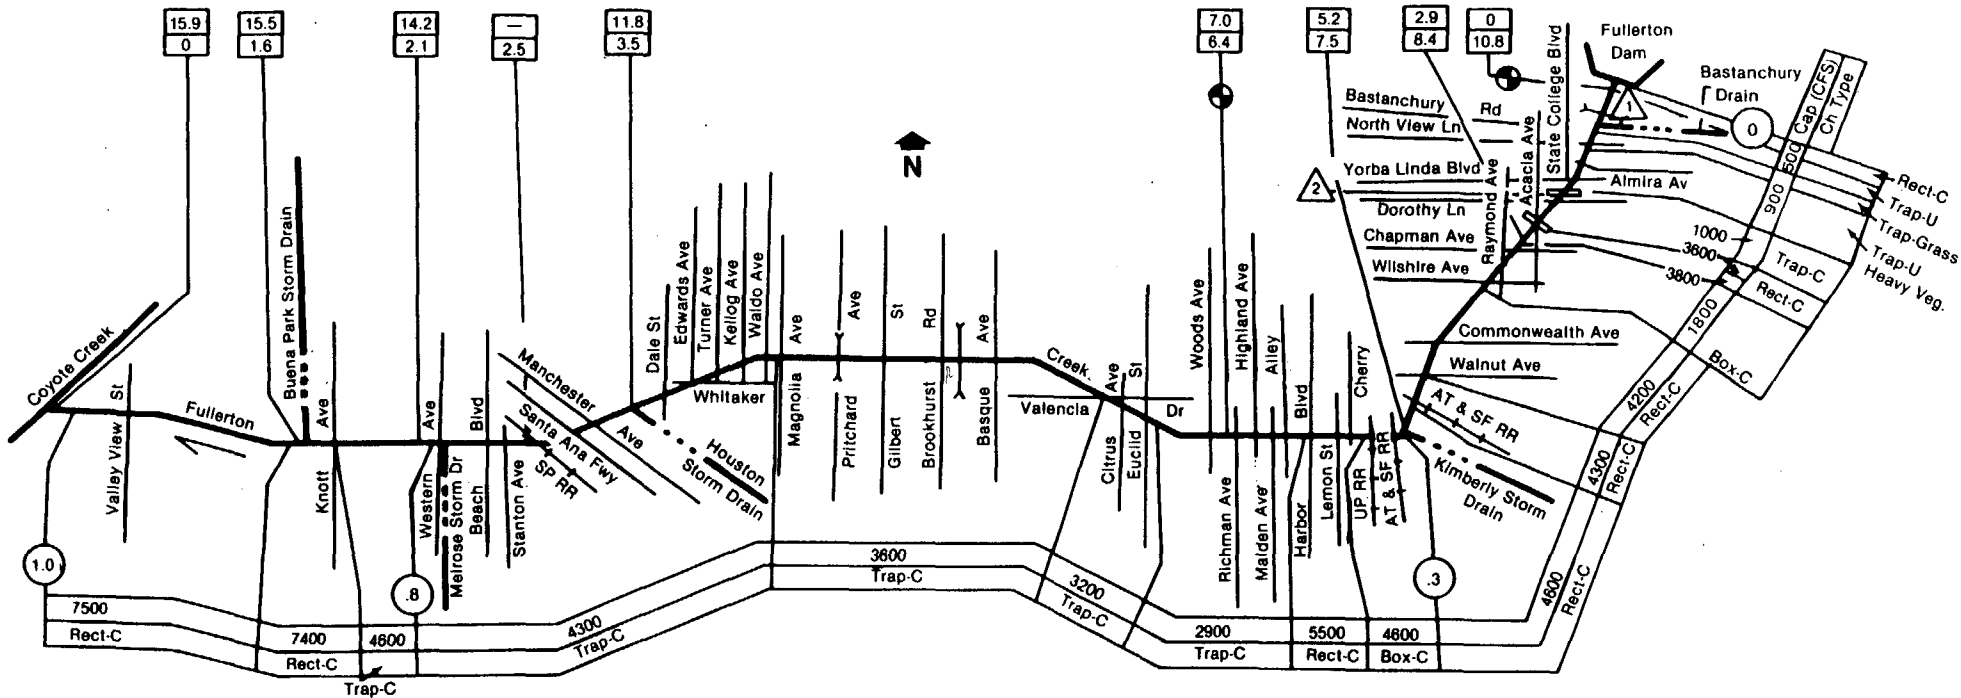 15.9
0
15.5
1.6
14.2
2.1
—
2.5
11.8
3.5
7.0
6.4
5.2
7.5
2.9
8.4
0
10.8
State College Blvd
Fullerton
Dam
Bastanchury
Drain
Cap (CFS)
Ch Type
1
0
Bastanchury Rd
North View Ln
Acacia Ave
Yorba Linda Blvd
2
Raymond Ave
Almira Av
Dorothy Ln
Chapman Ave
Wilshire Ave
500
900
1000
3600
3800
1800
4200
4300
4600
Rect-C
Trap-U
Trap-Grass
Trap-U
Heavy Veg.
Trap-C
Rect-C
Box-C
Rect-C
Rect-C
Rect-C
Commonwealth Ave
Walnut Ave
AT & SF RR
Kimberly Storm
Drain
N
Coyote Creek
Valley View St
Fullerton
Buena Park Storm Drain
Knott Ave
Western Ave
Melrose Storm Dr
Beach Blvd
Stanton Ave
SP RR
Santa Ana Fwy
Manchester Ave
Houston
Storm Drain
Dale St
Edwards Ave
Turner Ave
Kellog Ave
Waldo Ave
Whitaker
Magnolia Ave
Pritchard Ave
Gilbert St
Brookhurst Rd
Basque Ave
Creek
Valencia Dr
Citrus Ave
Euclid St
Woods Ave
Richman Ave
Highland Ave
Malden Ave
Alley
Harbor Blvd
Lemon St
Cherry
UP RR
AT & SF RR
1.0
.8
.3
7500
Rect-C
7400
Rect-C
4600
Trap-C
4300
Trap-C
3600
Trap-C
3200
Trap-C
2900
Trap-C
5500
Rect-C
4600
Box-C